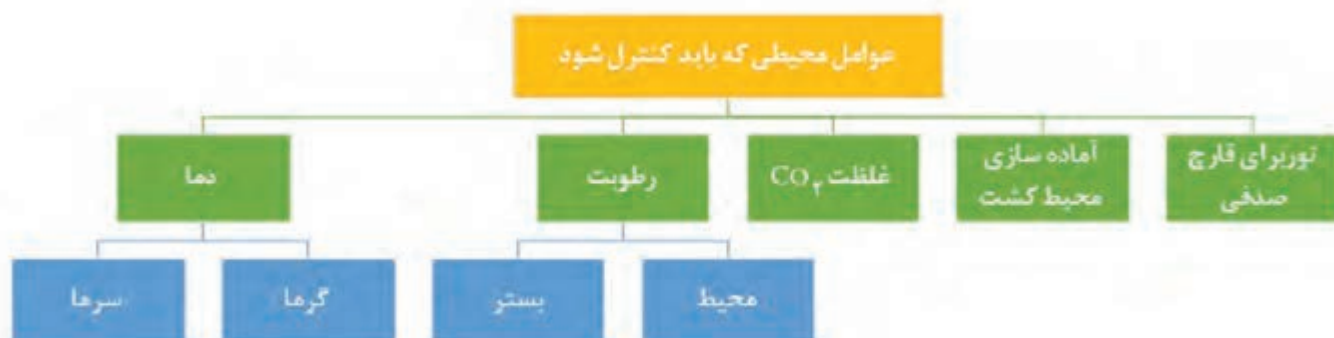 عوامل محیطی که باید کنترل شود
نوربرای قارچ
صدفی
آماده سازی
محیط کشت
غلظت CO۲
رطوبت
دما
محیط
بستر
گرما
سرما